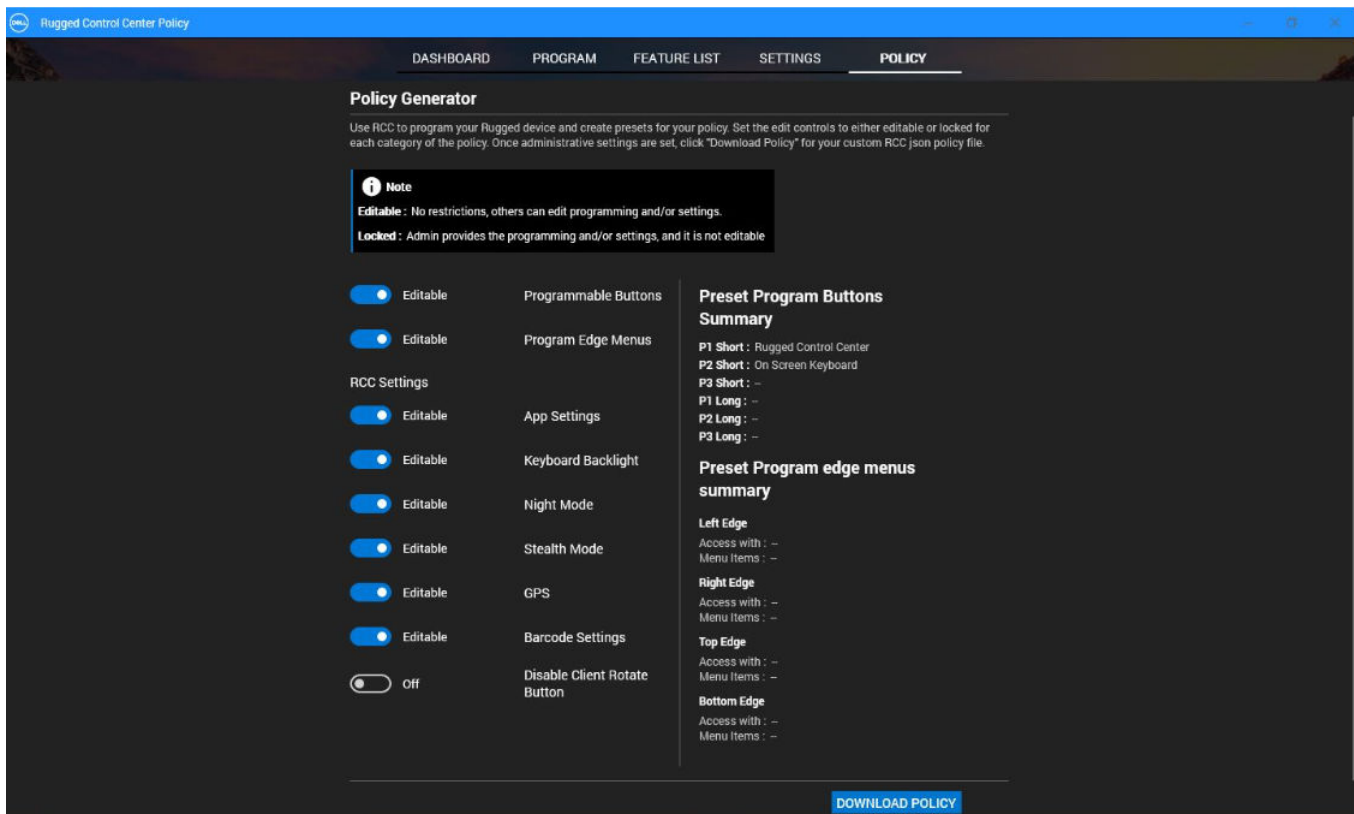 DELL
Rugged Control Center Policy
DASHBOARD
PROGRAM
FEATURE LIST
SETTINGS
POLICY
Policy Generator
Use RCC to program your Rugged device and create presets for your policy. Set the edit controls to either editable or locked for
each category of the policy. Once administrative settings are set, click "Download Policy" for your custom RCC json policy file.
Note
Editable : No restrictions, others can edit programming and/or settings.
Locked : Admin provides the programming and/or settings, and it is not editable
Editable Programmable Buttons
Editable Program Edge Menus
RCC Settings
Editable App Settings
Editable Keyboard Backlight
Editable Night Mode
Editable Stealth Mode
Editable GPS
Editable Barcode Settings
Off Disable Client Rotate
Button
Preset Program Buttons
Summary
P1 Short : Rugged Control Center
P2 Short : On Screen Keyboard
P3 Short : --
P1 Long : --
P2 Long : --
P3 Long : --
Preset Program edge menus
summary
Left Edge
Access with : --
Menu Items : --
Right Edge
Access with : --
Menu Items : --
Top Edge
Access with : --
Menu Items : --
Bottom Edge
Access with : --
Menu Items : --
DOWNLOAD POLICY